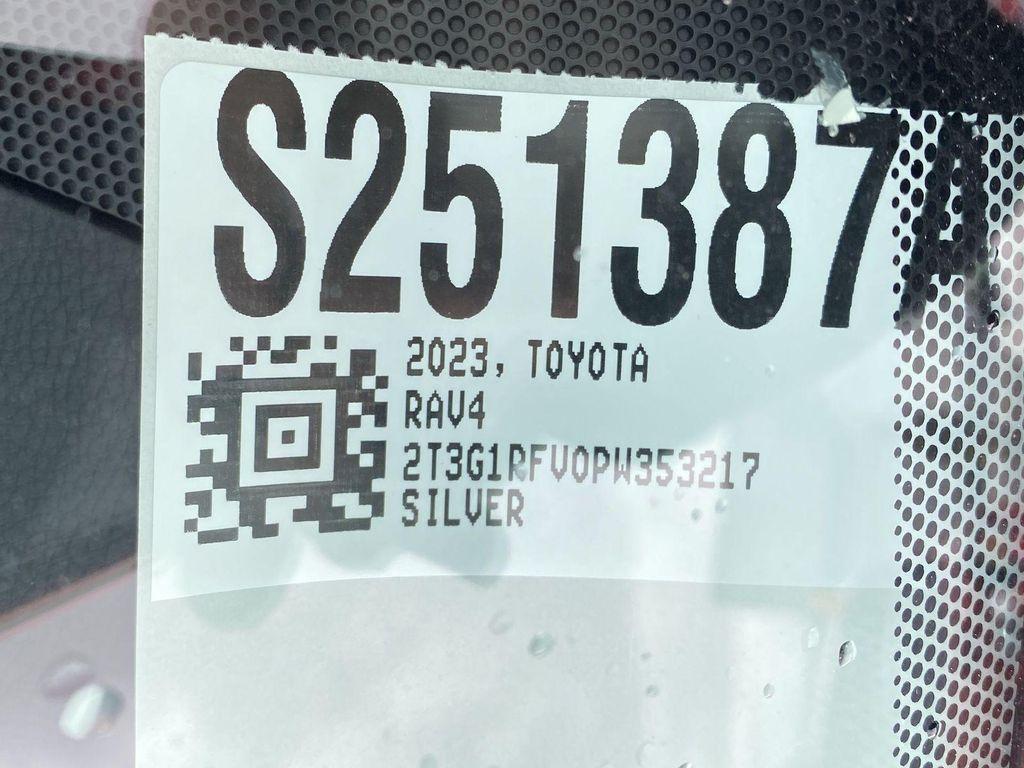 S251387A
2023, TOYOTA
RAV4
2T3G1RFV0PW353217
SILVER